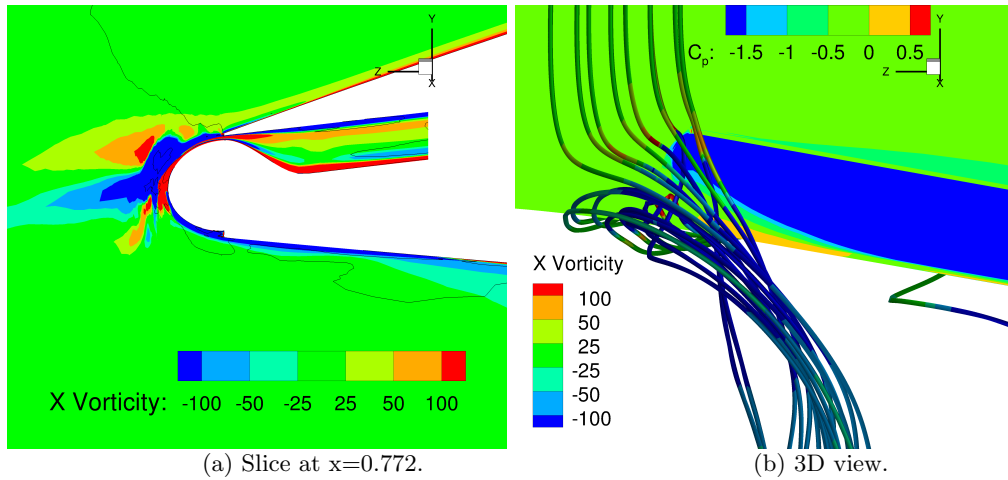 Y
Z
X
X Vorticity: -100 -50 -25 25 50 100
(a) Slice at x=0.772.
Cp: -1.5 -1 -0.5 0 0.5
Y
Z
X
X Vorticity
100
50
25
-25
-50
-100
(b) 3D view.